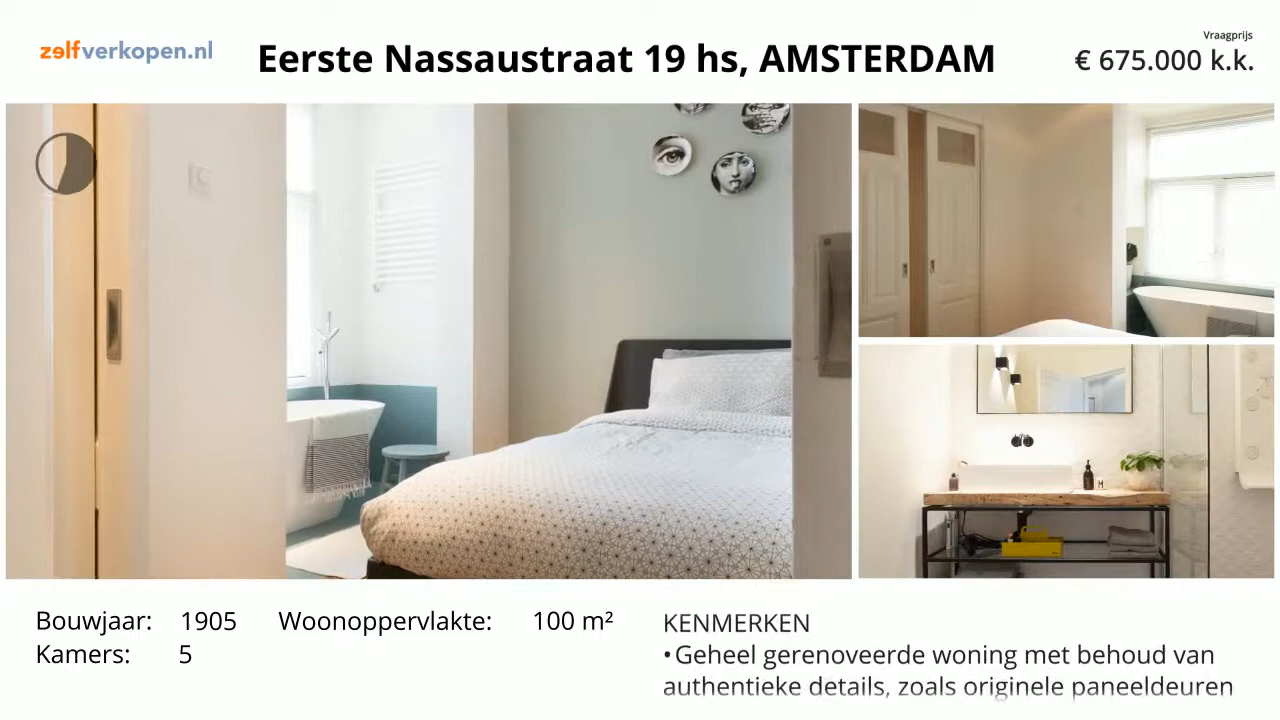 zelfverkopen.nl
Eerste Nassaustraat 19 hs, AMSTERDAM
Vraagprijs
€ 675.000 k.k.
Bouwjaar: 1905 Woonoppervlakte: 100 m²
Kamers: 5
KENMERKEN
•Geheel gerenoveerde woning met behoud van
authentieke details, zoals originele paneeldeuren